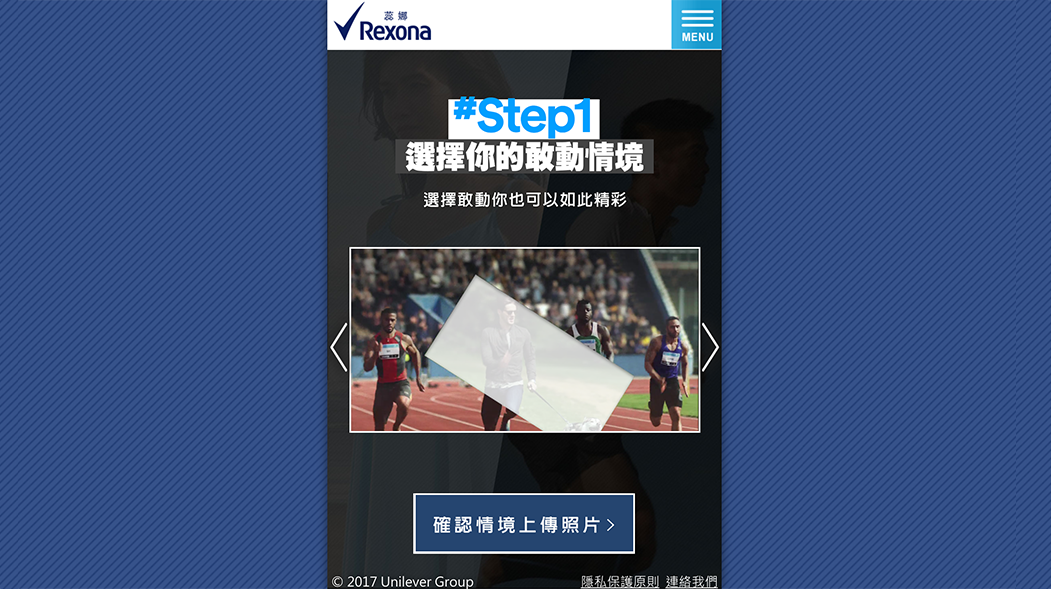 蕊娜
Rexona
MENU
#Step1
選擇你的敢動情境
選擇敢動你也可以如此精彩
確認情境上傳照片
© 2017 Unilever Group
隱私保護原則 連絡我們